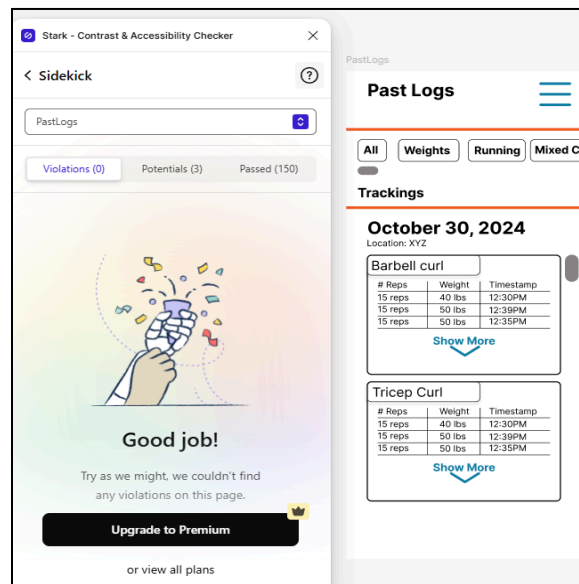 Stark - Contrast & Accessibility Checker
Sidekick
?
PastLogs
Violations (0) Potentials (3) Passed (150)
Good job!
Try as we might, we couldn't find
any violations on this page.
Upgrade to Premium
or view all plans
PastLogs
Past Logs
All Weights Running Mixed C
Trackings
October 30, 2024
Location: XYZ
Barbell curl
# Reps Weight Timestamp
15 reps 40 lbs 12:30PM
15 reps 50 lbs 12:39PM
15 reps 50 lbs 12:35PM
Show More
Tricep Curl
# Reps Weight Timestamp
15 reps 40 lbs 12:30PM
15 reps 50 lbs 12:39PM
15 reps 50 lbs 12:35PM
Show More